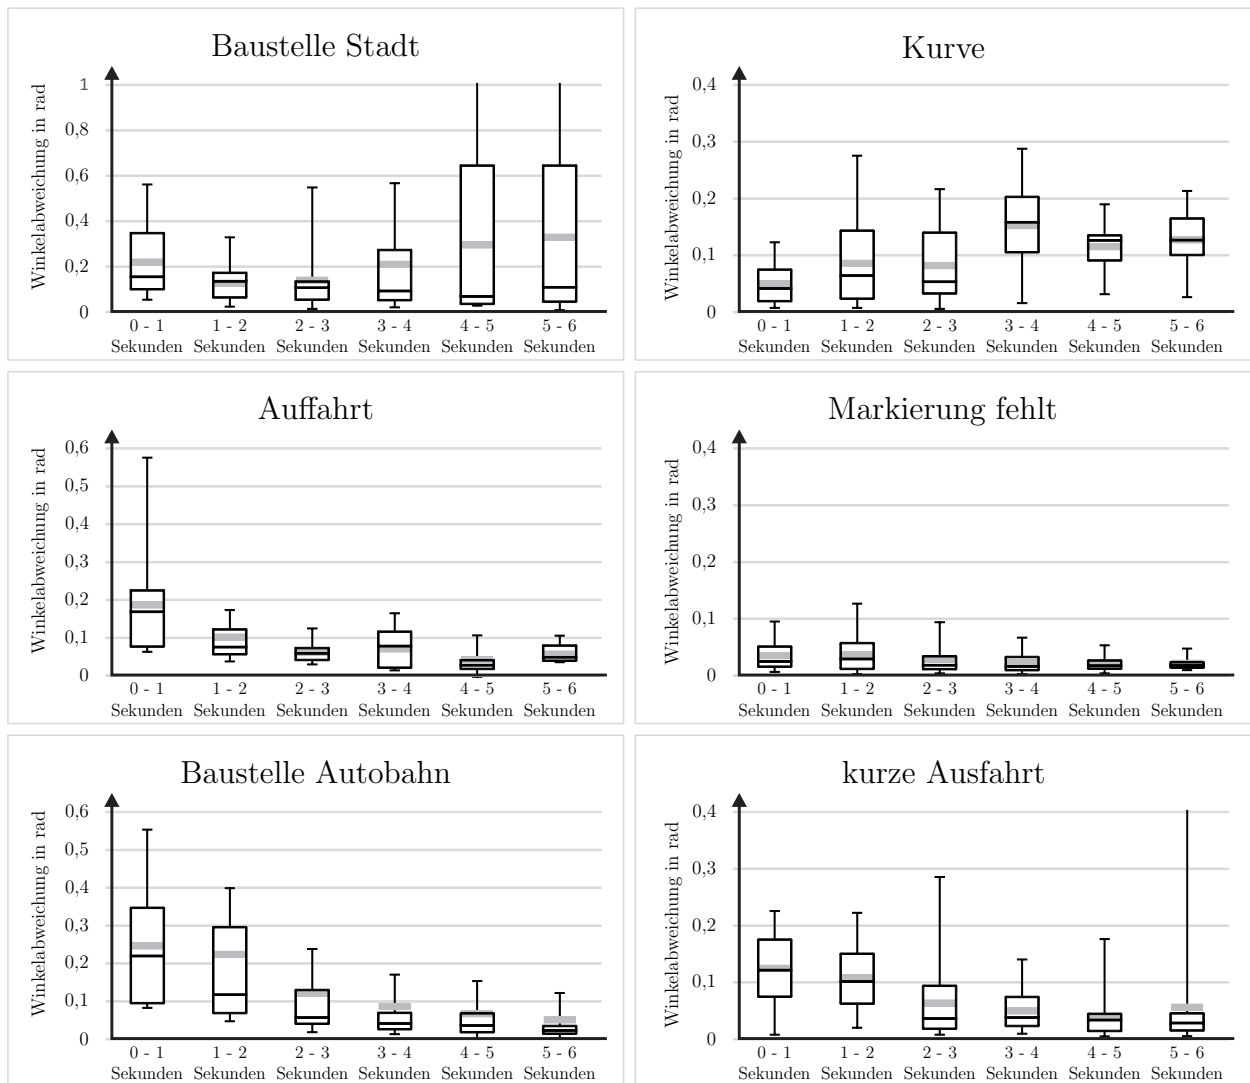 Baustelle Stadt
Winkelabweichung in rad
1
0,8
0,6
0,4
0,2
0
0 - 1 1 - 2 2 - 3 3 - 4 4 - 5 5 - 6
Sekunden Sekunden Sekunden Sekunden Sekunden Sekunden
Kurve
Winkelabweichung in rad
0,4
0,3
0,2
0,1
0
0 - 1 1 - 2 2 - 3 3 - 4 4 - 5 5 - 6
Sekunden Sekunden Sekunden Sekunden Sekunden Sekunden
Auffahrt
Winkelabweichung in rad
0,6
0,5
0,4
0,3
0,2
0,1
0
0 - 1 1 - 2 2 - 3 3 - 4 4 - 5 5 - 6
Sekunden Sekunden Sekunden Sekunden Sekunden Sekunden
Markierung fehlt
Winkelabweichung in rad
0,4
0,3
0,2
0,1
0
0 - 1 1 - 2 2 - 3 3 - 4 4 - 5 5 - 6
Sekunden Sekunden Sekunden Sekunden Sekunden Sekunden
Baustelle Autobahn
Winkelabweichung in rad
0,6
0,5
0,4
0,3
0,2
0,1
0
0 - 1 1 - 2 2 - 3 3 - 4 4 - 5 5 - 6
Sekunden Sekunden Sekunden Sekunden Sekunden Sekunden
kurze Ausfahrt
Winkelabweichung in rad
0,4
0,3
0,2
0,1
0
0 - 1 1 - 2 2 - 3 3 - 4 4 - 5 5 - 6
Sekunden Sekunden Sekunden Sekunden Sekunden Sekunden